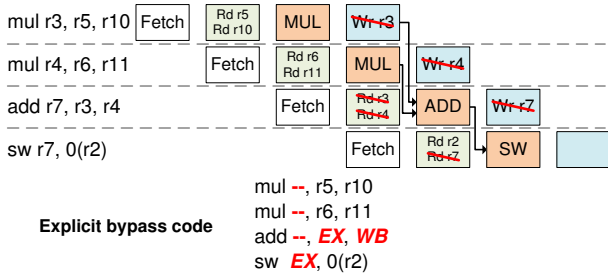 mul r3, r5, r10 Fetch Rd r5 Rd r10 MUL Wr r3
mul r4, r6, r11 Fetch Rd r6 Rd r11 MUL Wr r4
add r7, r3, r4 Fetch Rd r3 Rd r4 ADD Wr r7
sw r7, 0(r2) Fetch Rd r2 Rd r7 SW
Explicit bypass code
mul --, r5, r10
mul --, r6, r11
add --, EX, WB
sw EX, 0(r2)